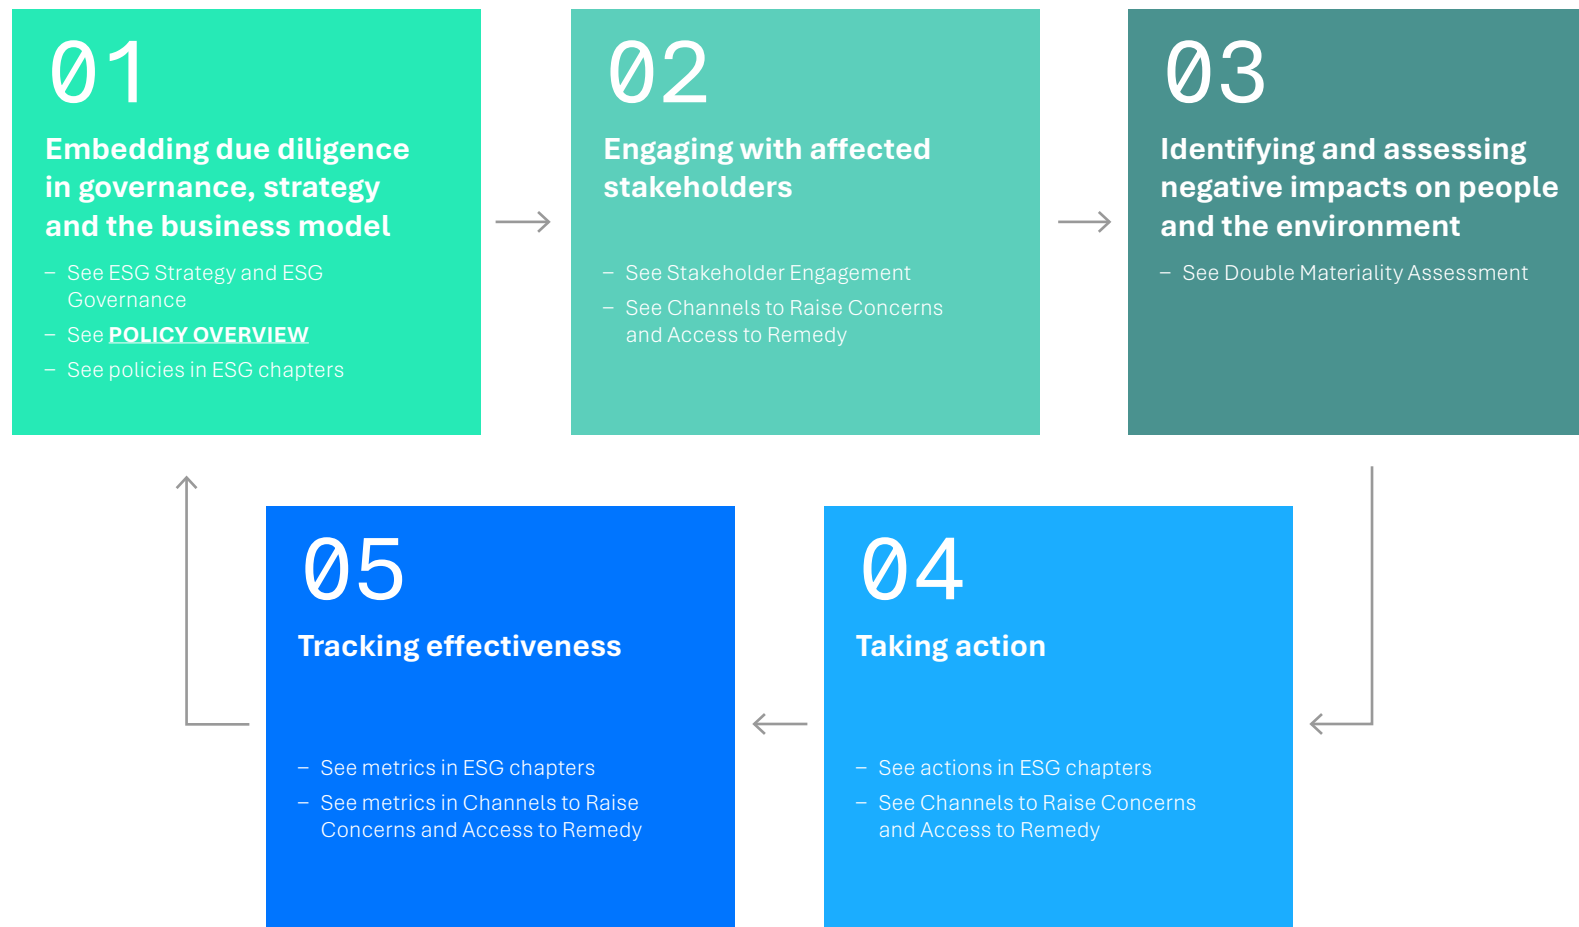 01
Embedding due diligence
in governance, strategy
and the business model
– See ESG Strategy and ESG
Governance
– See POLICY OVERVIEW
– See policies in ESG chapters
02
Engaging with affected
stakeholders
– See Stakeholder Engagement
– See Channels to Raise Concerns
and Access to Remedy
03
Identifying and assessing
negative impacts on people
and the environment
– See Double Materiality Assessment
04
Taking action
– See actions in ESG chapters
– See Channels to Raise Concerns
and Access to Remedy
05
Tracking effectiveness
– See metrics in ESG chapters
– See metrics in Channels to Raise
Concerns and Access to Remedy